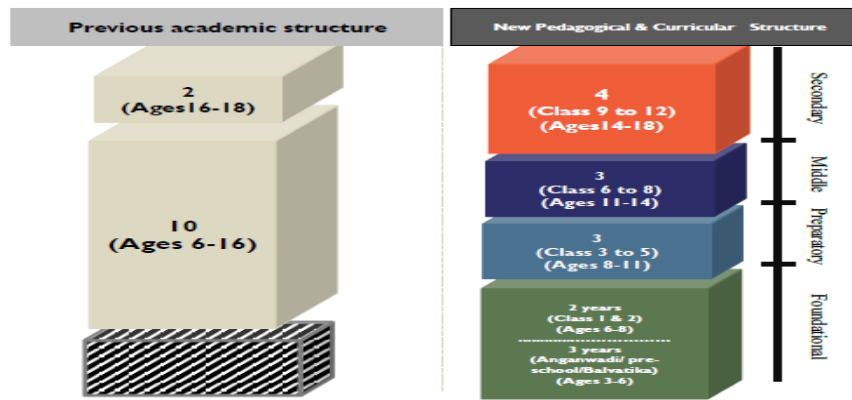 Previous academic structure
2
(Ages16-18)
10
(Ages 6-16)
New Pedagogical & Curricular Structure
4
(Class 9 to 12)
(Ages14-18)
3
(Class 6 to 8)
(Ages 11-14)
3
(Class 3 to 5)
(Ages 8-11)
2 years
(Class 1 & 2)
(Ages 6-8)
3 years
(Anganwadi/ pre-
school/Balvatika)
(Ages 3-6)
Secondary
Middle
Preparatory
Foundational